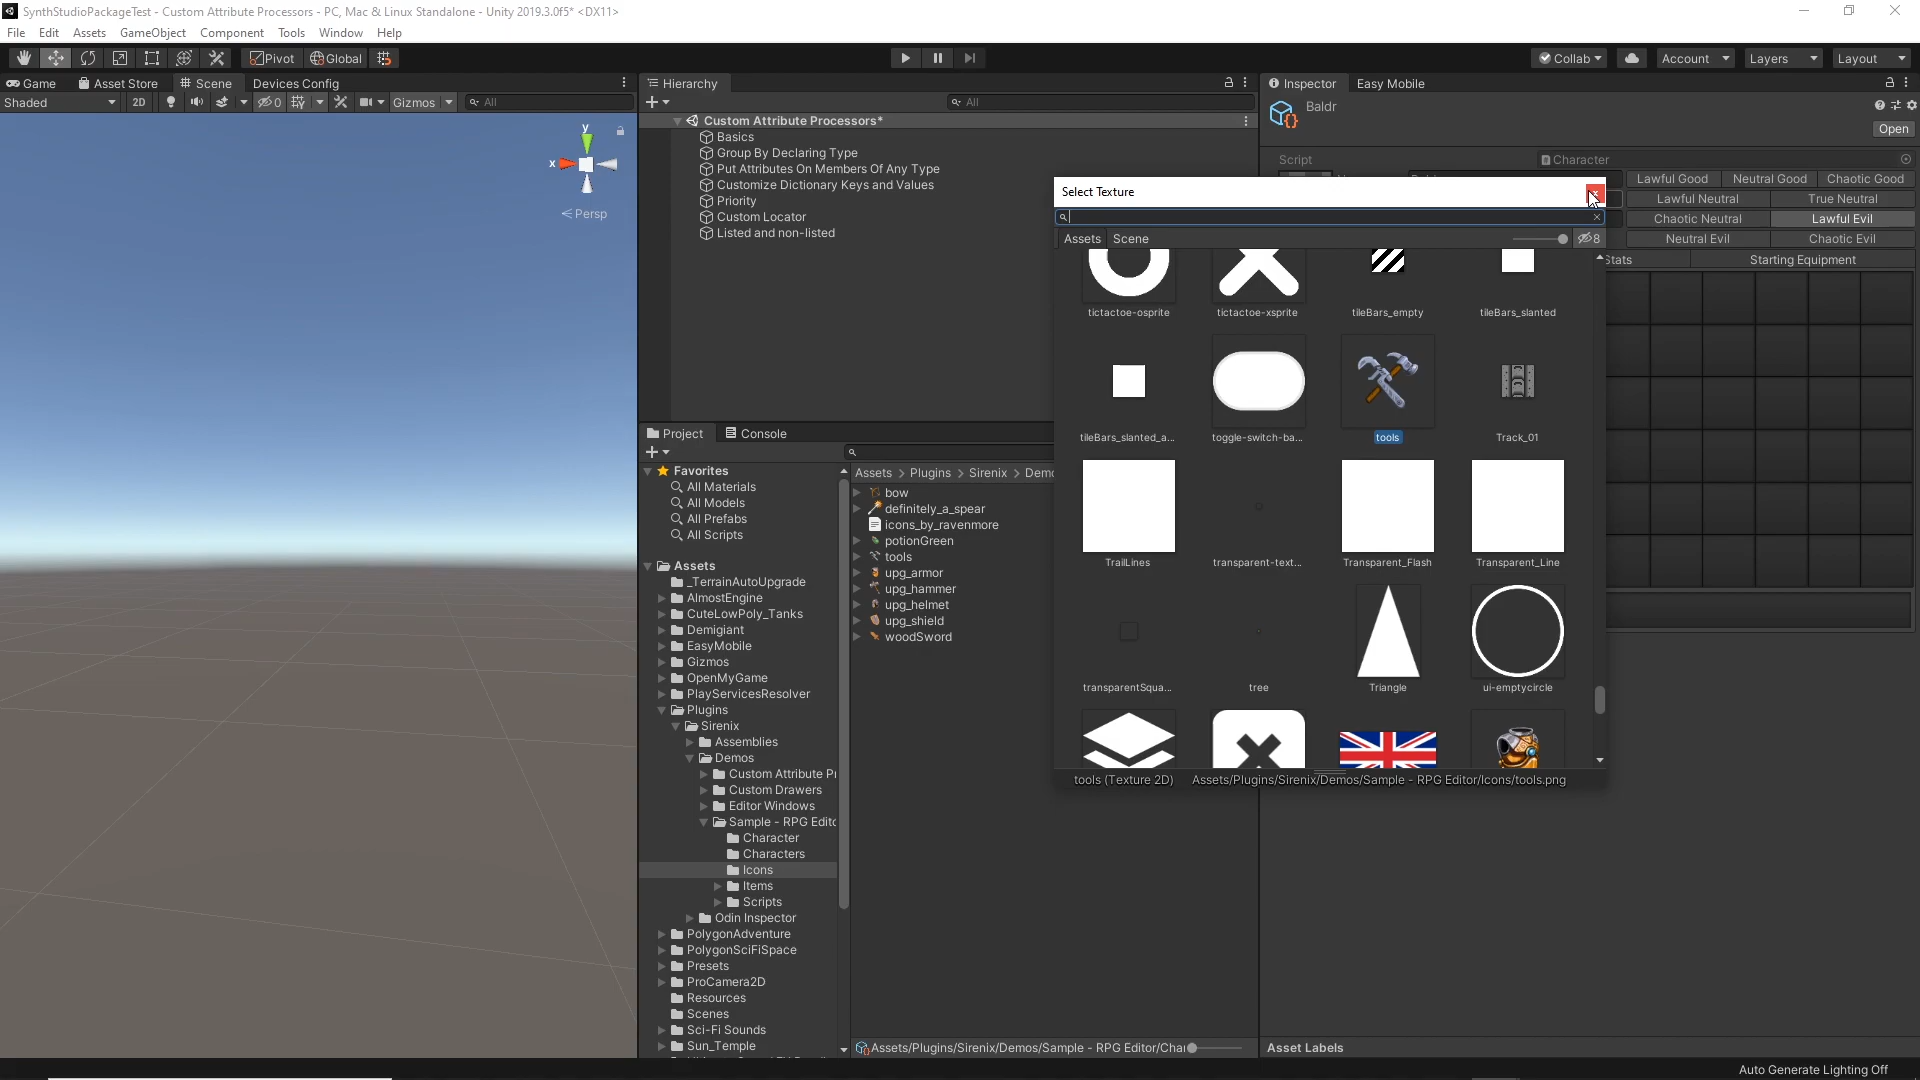 SynthStudioPackageTest - Custom Attribute Processors - PC, Mac & Linux Standalone - Unity 2019.3.0f5* <DX11>
File Edit Assets GameObject Component Tools Window Help
Pivot Global Collab Account Layers Layout
Game Asset Store Scene Devices Config
Shaded 2D 0 Gizmos All
y
x
Persp
Hierarchy
All
Custom Attribute Processors*
Basics
Group By Declaring Type
Put Attributes On Members Of Any Type
Customize Dictionary Keys and Values
Priority
Custom Locator
Listed and non-listed
Inspector Easy Mobile
Baldr
Open
Script Character
Lawful Good Neutral Good Chaotic Good
Lawful Neutral True Neutral
Chaotic Neutral Lawful Evil
Neutral Evil Chaotic Evil
Stats Starting Equipment
Select Texture
Assets Scene 8
tictactoe-osprite tictactoe-xsprite tileBars_empty tileBars_slanted
tileBars_slanted_a... toggle-switch-ba... tools Track_01
TrailLines transparent-text... Transparent_Flash Transparent_Line
transparentSqua... tree Triangle ui-emptycircle
tools (Texture 2D) Assets/Plugins/Sirenix/Demos/Sample - RPG Editor/Icons/tools.png
Project Console
Favorites
All Materials
All Models
All Prefabs
All Scripts
Assets
_TerrainAutoUpgrade
AlmostEngine
CuteLowPoly_Tanks
Demigiant
EasyMobile
Gizmos
OpenMyGame
PlayServicesResolver
Plugins
Sirenix
Assemblies
Demos
Custom Attribute Pr
Custom Drawers
Editor Windows
Sample - RPG Edito
Character
Characters
Icons
Items
Scripts
Odin Inspector
PolygonAdventure
PolygonSciFiSpace
Presets
ProCamera2D
Resources
Scenes
Sci-Fi Sounds
Sun_Temple
Assets > Plugins > Sirenix > Demo
bow
definitely_a_spear
icons_by_ravenmore
potionGreen
tools
upg_armor
upg_hammer
upg_helmet
upg_shield
woodSword
Assets/Plugins/Sirenix/Demos/Sample - RPG Editor/Char
Asset Labels
Auto Generate Lighting Off